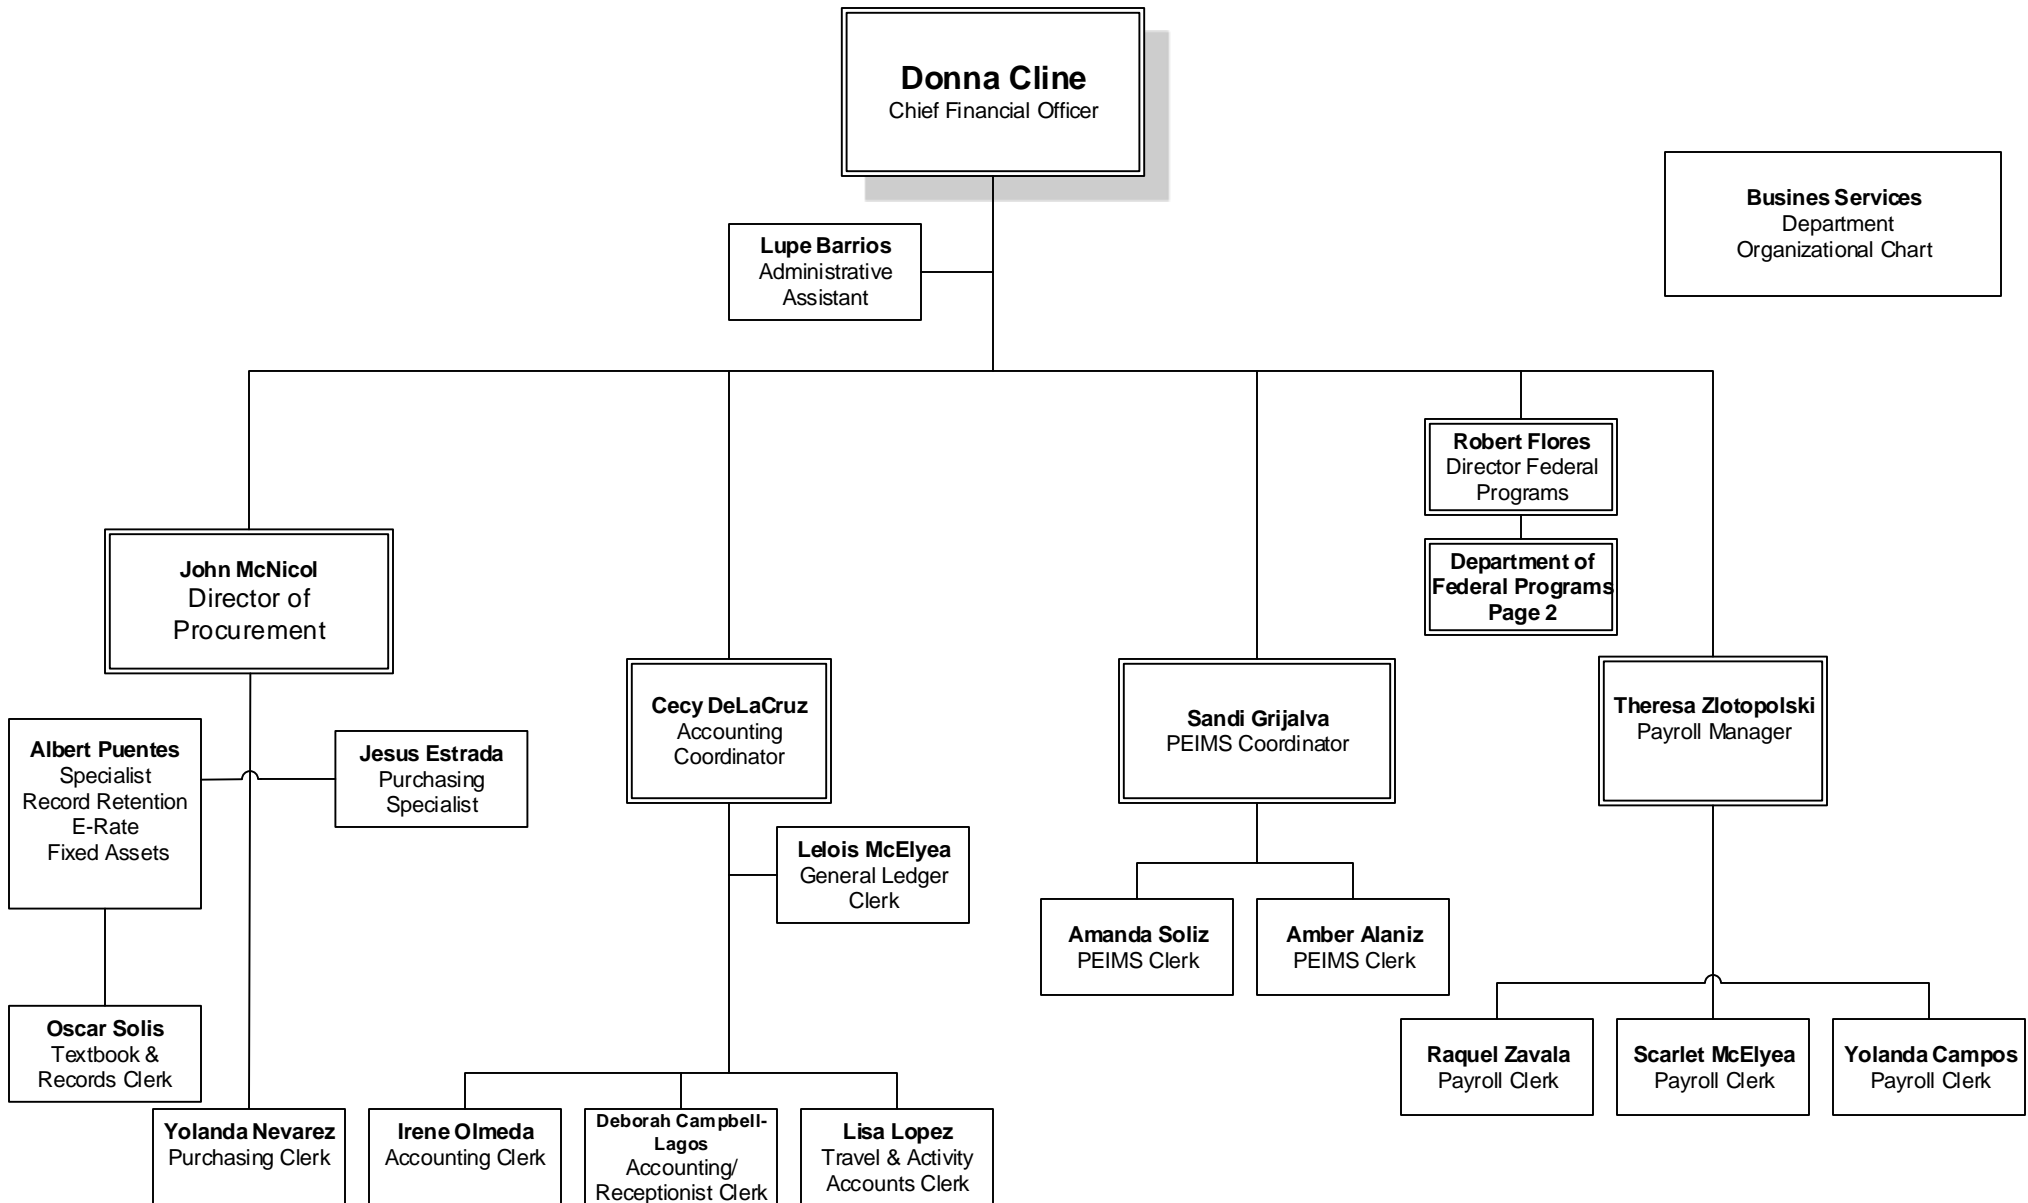 Donna Cline
Chief Financial Officer
Busines Services
Department
Organizational Chart
Lupe Barrios
Administrative
Assistant
Robert Flores
Director Federal
Programs
Department of
Federal Programs
Page 2
John McNicol
Director of
Procurement
Cecy DeLaCruz
Accounting
Coordinator
Sandi Grijalva
PEIMS Coordinator
Theresa Zlotopolski
Payroll Manager
Albert Puentes
Specialist
Record Retention
E-Rate
Fixed Assets
Jesus Estrada
Purchasing
Specialist
Lelois McElyea
General Ledger
Clerk
Amanda Soliz
PEIMS Clerk
Amber Alaniz
PEIMS Clerk
Oscar Solis
Textbook &
Records Clerk
Raquel Zavala
Payroll Clerk
Scarlet McElyea
Payroll Clerk
Yolanda Campos
Payroll Clerk
Yolanda Nevarez
Purchasing Clerk
Irene Olmeda
Accounting Clerk
Deborah Campbell-
Lagos
Accounting/
Receptionist Clerk
Lisa Lopez
Travel & Activity
Accounts Clerk